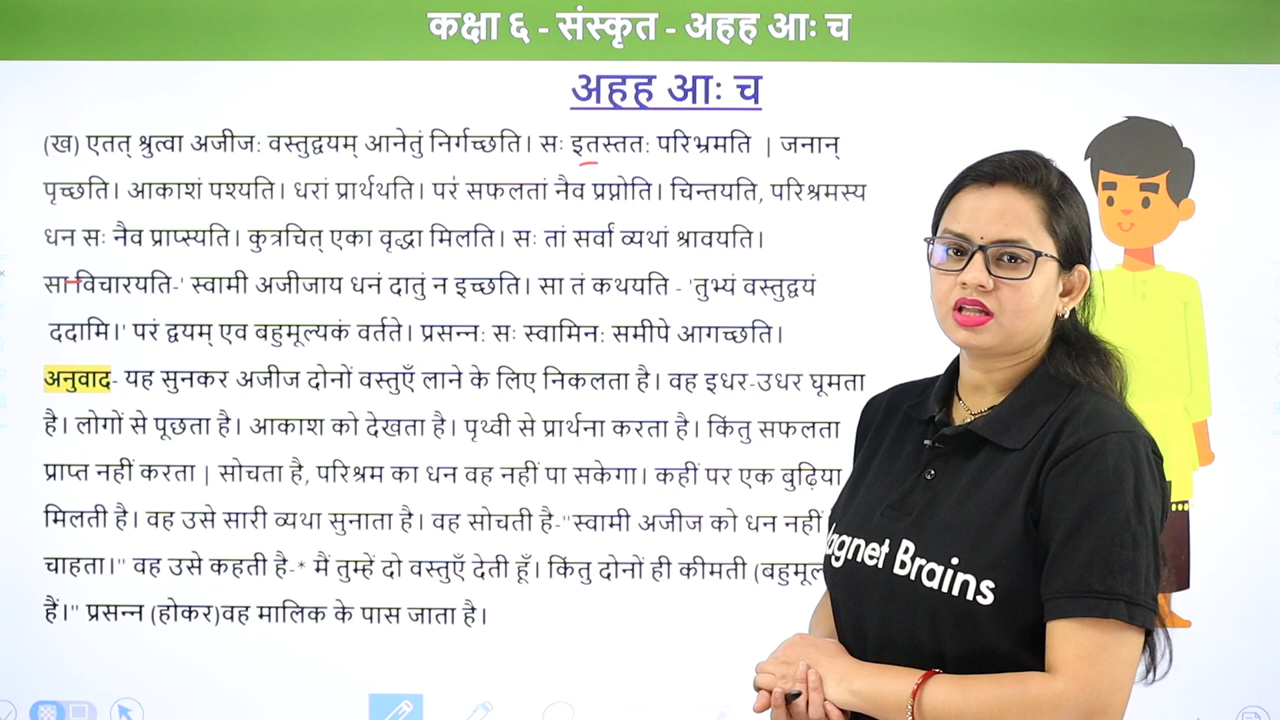 कक्षा ६ - संस्कृत - अहह आः च
अहह आः च
(ख) एतत् श्रुत्वा अजीज: वस्तुद्वयम् आनेतुं निर्गच्छति। सः इतस्तत: परिभ्रमति | जनान्
पृच्छति। आकाशं पश्यति। धरां प्रार्थयति। परं सफलतां नैव प्रप्नोति। चिन्तयति, परिश्रमस्य
धन सः नैव प्राप्स्यति। कुत्रचित् एका वृद्धा मिलति। सः तां सर्वां व्यथां श्रावयति।
सा विचारयति-' स्वामी अजीजाय धनं दातुं न इच्छति। सा तं कथयति - 'तुभ्यं वस्तुद्वयं
ददामि।' परं द्वयम् एव बहुमूल्यकं वर्तते। प्रसन्न: सः स्वामिन: समीपे आगच्छति।
अनुवाद- यह सुनकर अजीज दोनों वस्तुएँ लाने के लिए निकलता है। वह इधर-उधर घूमता
है। लोगों से पूछता है। आकाश को देखता है। पृथ्वी से प्रार्थना करता है। किंतु सफलता
प्राप्त नहीं करता | सोचता है, परिश्रम का धन वह नहीं पा सकेगा। कहीं पर एक बुढ़िया
मिलती है। वह उसे सारी व्यथा सुनाता है। वह सोचती है-"स्वामी अजीज को धन नहीं
चाहता।" वह उसे कहती है-* मैं तुम्हें दो वस्तुएँ देती हूँ। किंतु दोनों ही कीमती
हैं।" प्रसन्न (होकर)वह मालिक के पास जाता है।
Brains